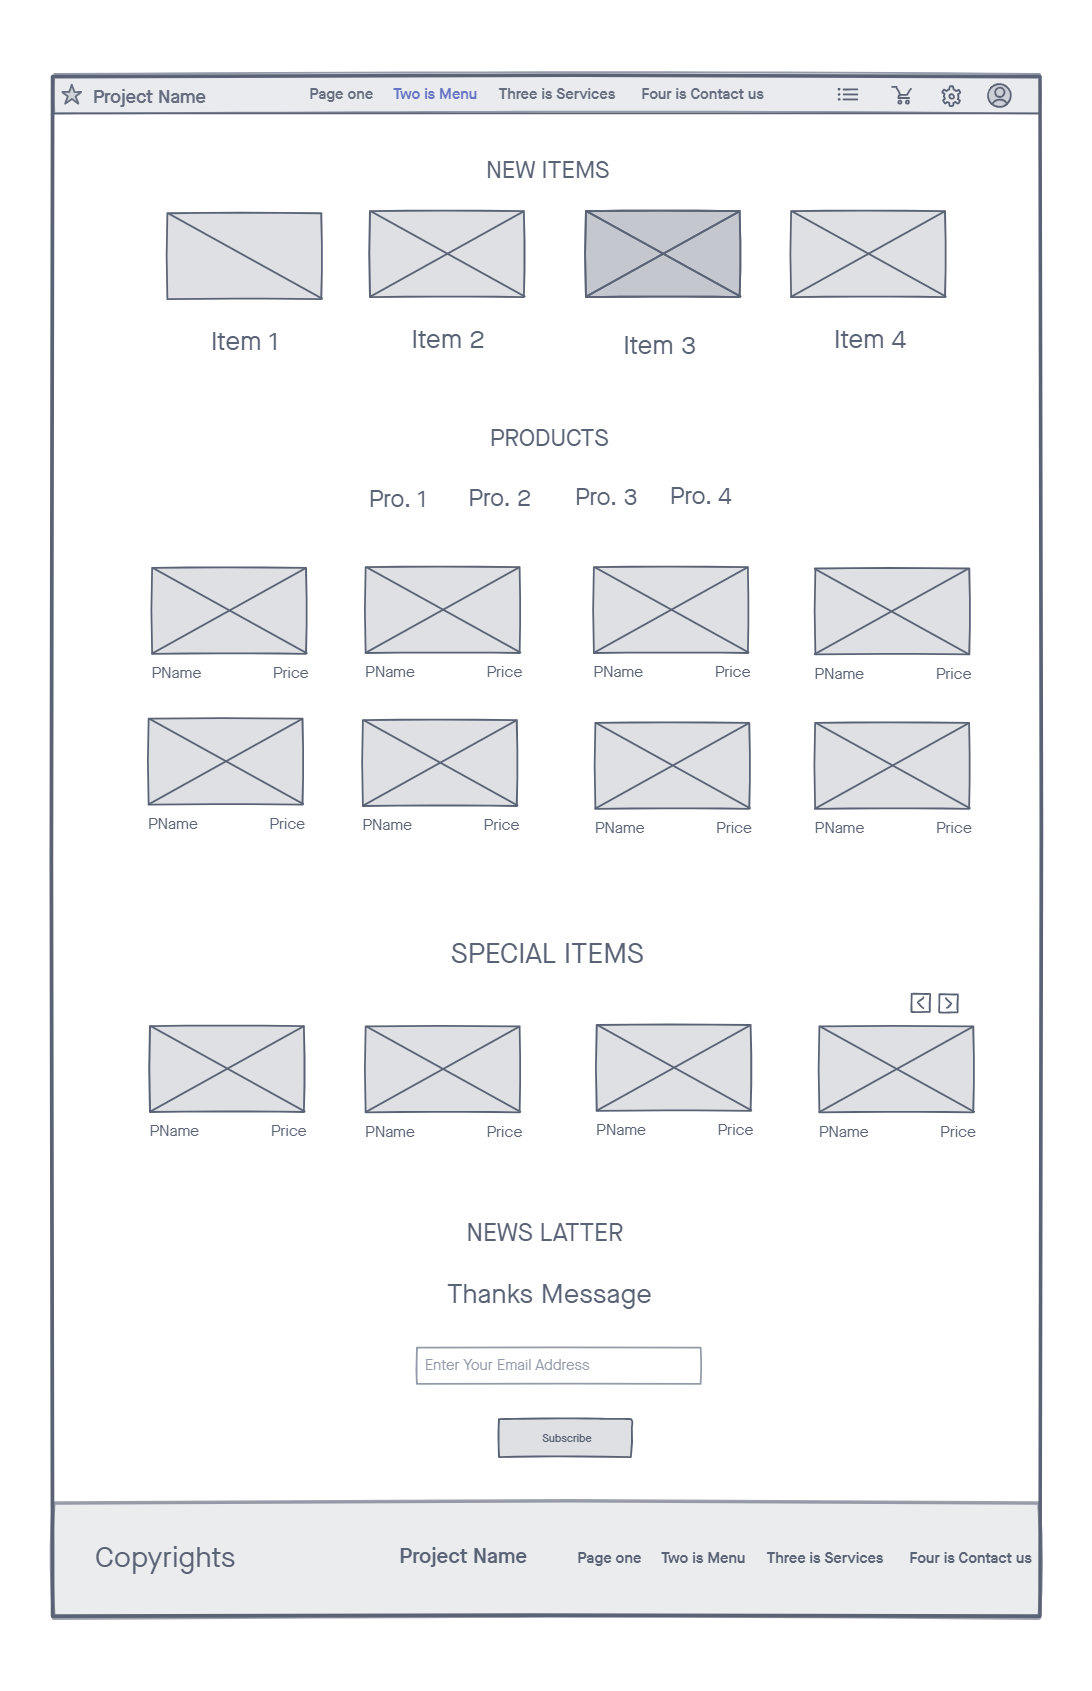 Project Name Page one Two is Menu Three is Services Four is Contact us
NEW ITEMS
Item 1 Item 2 Item 3 Item 4
PRODUCTS
Pro. 1 Pro. 2 Pro. 3 Pro. 4
PName Price PName Price PName Price PName Price
PName Price PName Price PName Price PName Price
SPECIAL ITEMS
PName Price PName Price PName Price PName Price
NEWS LATTER
Thanks Message
Enter Your Email Address
Subscribe
Copyrights Project Name Page one Two is Menu Three is Services Four is Contact us